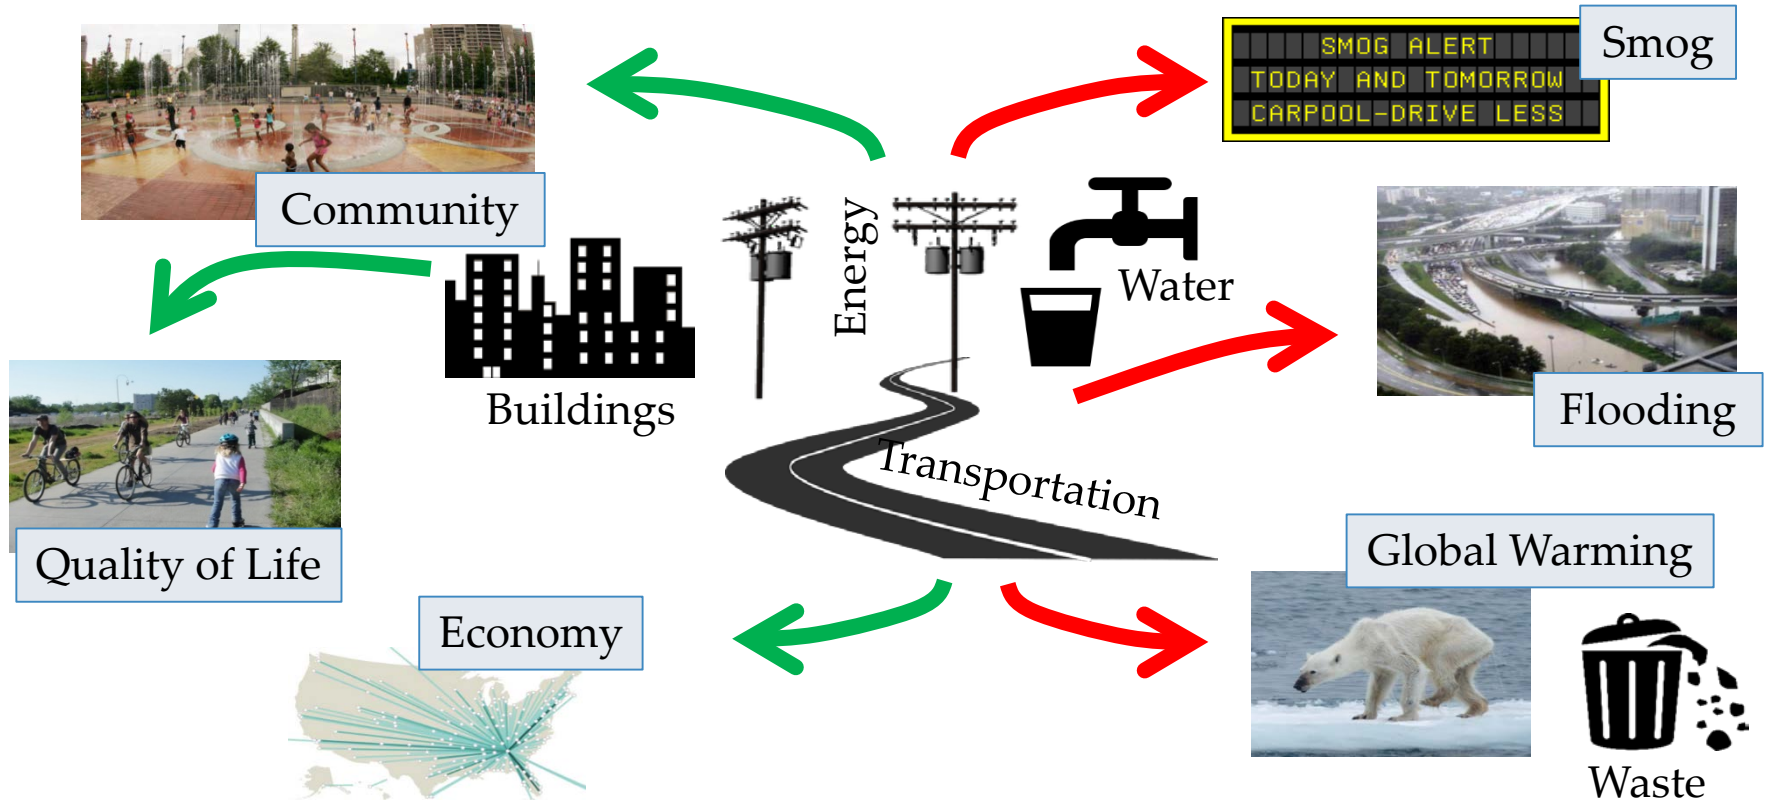 SMOG ALERT
TODAY AND TOMORROW
CARPOOL-DRIVE LESS
Smog
Community
Energy
Water
Buildings
Flooding
Transportation
Quality of Life
Global Warming
Economy
Waste